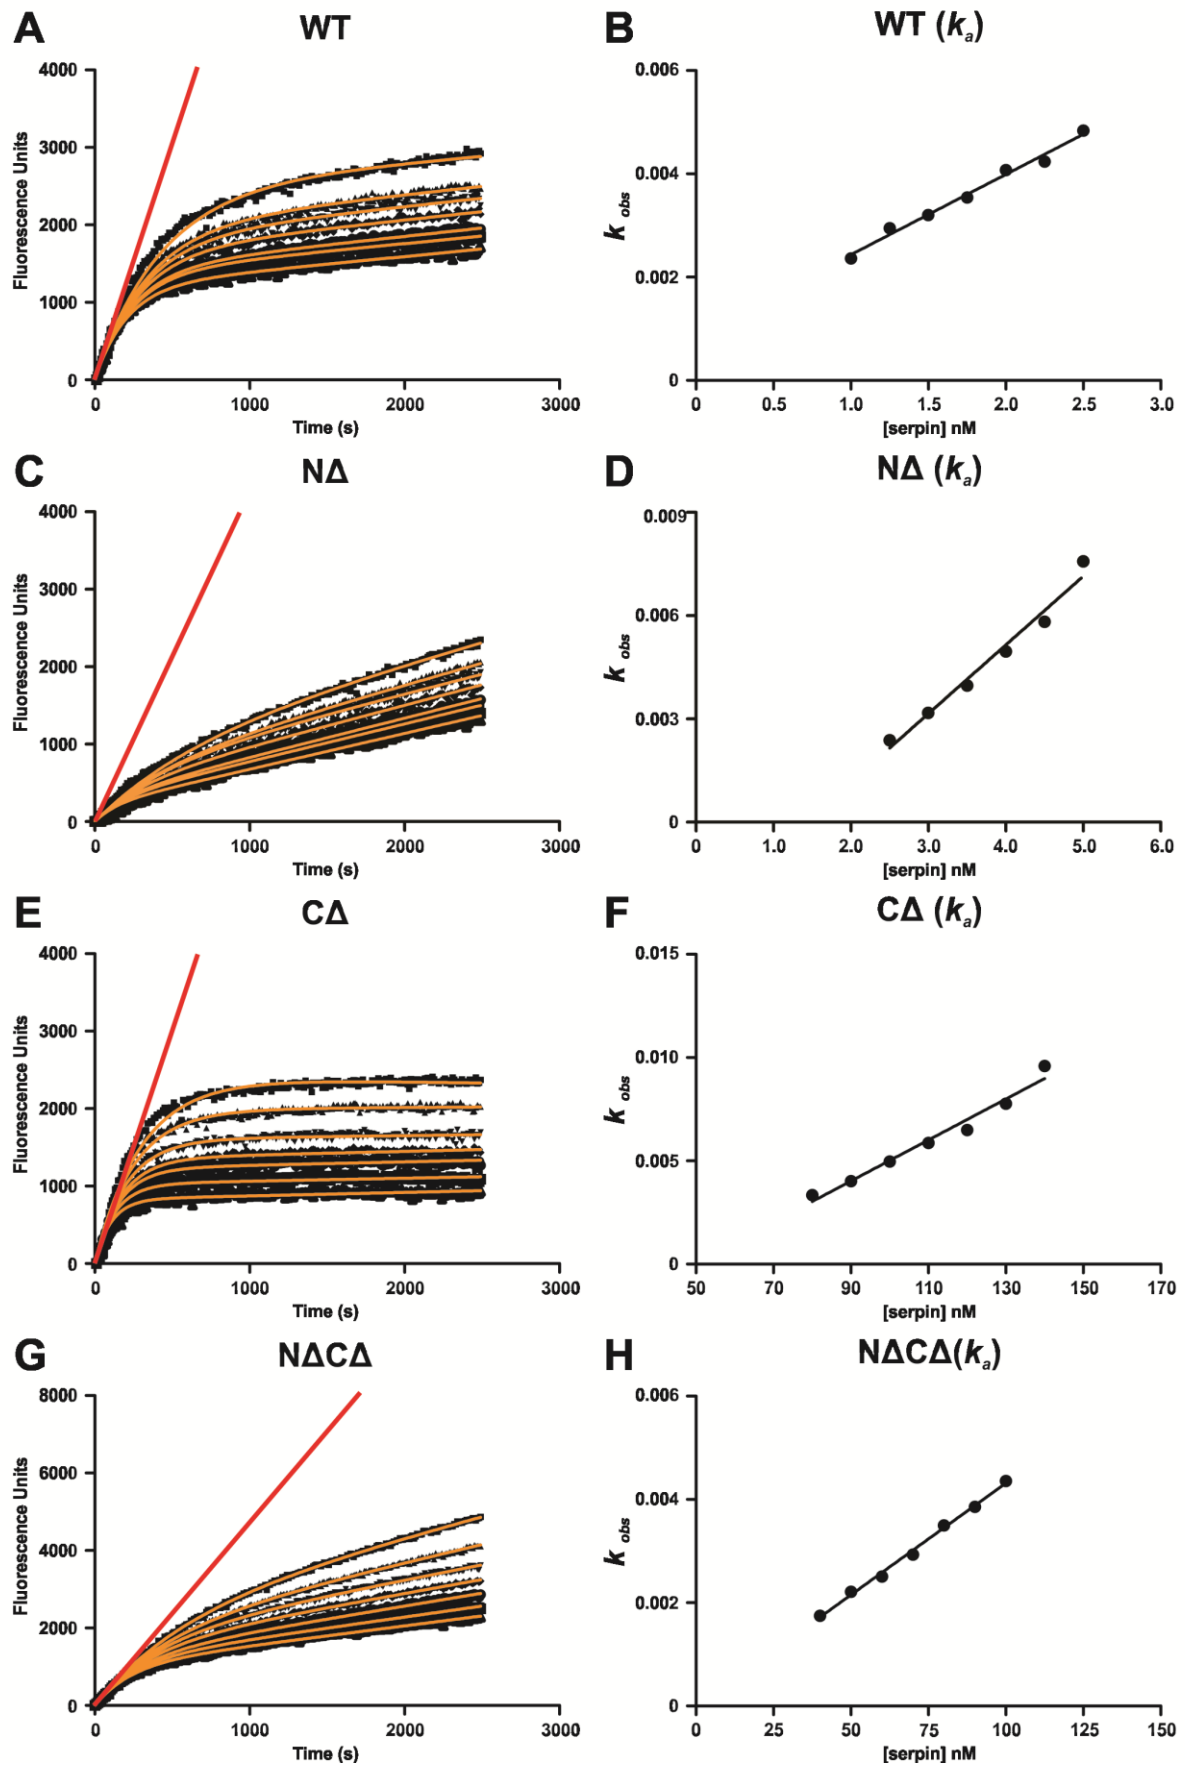 A
WT
4000
3000
2000
1000
0
Fluorescence Units
0 1000 2000 3000
Time (s)
B
WT (ka)
0.006
0.004
0.002
0
k obs
0 0.5 1.0 1.5 2.0 2.5 3.0
[serpin] nM
C
NΔ
4000
3000
2000
1000
0
Fluorescence Units
0 1000 2000 3000
Time (s)
D
NΔ (ka)
0.009
0.006
0.003
0
k obs
0 1.0 2.0 3.0 4.0 5.0 6.0
[serpin] nM
E
CΔ
4000
3000
2000
1000
0
Fluorescence Units
0 1000 2000 3000
Time (s)
F
CΔ (ka)
0.015
0.010
0.005
0
k obs
50 70 90 110 130 150 170
[serpin] nM
G
NΔCΔ
8000
6000
4000
2000
0
Fluorescence Units
0 1000 2000 3000
Time (s)
H
NΔCΔ(ka)
0.006
0.004
0.002
0
k obs
0 25 50 75 100 125 150
[serpin] nM